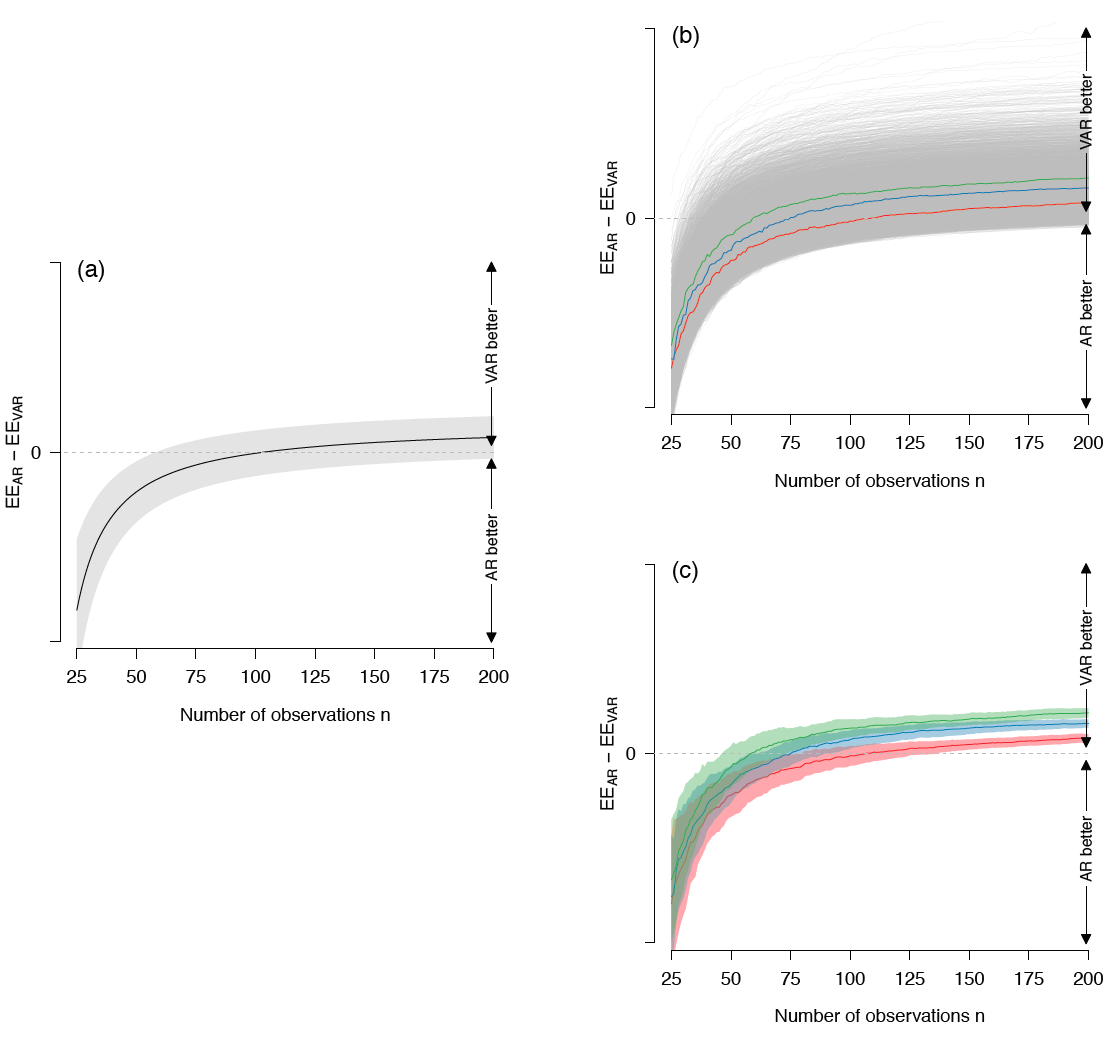 (a)
EE_AR − EE_VAR
0
VAR better
AR better
25 50 75 100 125 150 175 200
Number of observations n
(b)
EE_AR − EE_VAR
0
VAR better
AR better
25 50 75 100 125 150 175 200
Number of observations n
(c)
EE_AR − EE_VAR
0
VAR better
AR better
25 50 75 100 125 150 175 200
Number of observations n